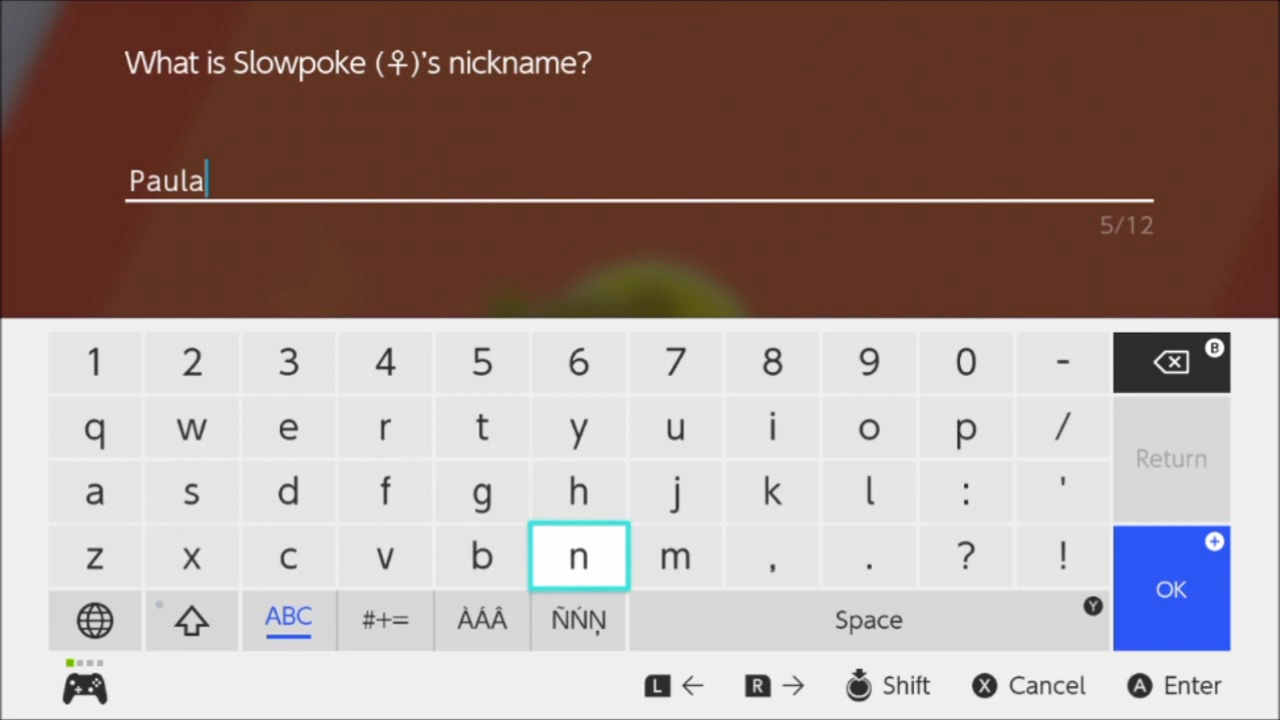 What is Slowpoke (♀)'s nickname?
Paula
5/12
1 2 3 4 5 6 7 8 9 0 -
B
q w e r t y u i o p /
Return
a s d f g h j k l : '
z x c v b n m , . ? !
+
OK
ABC #+= ÀÁÂ ÑŃŅ Space Y
L ← R → Shift X Cancel A Enter